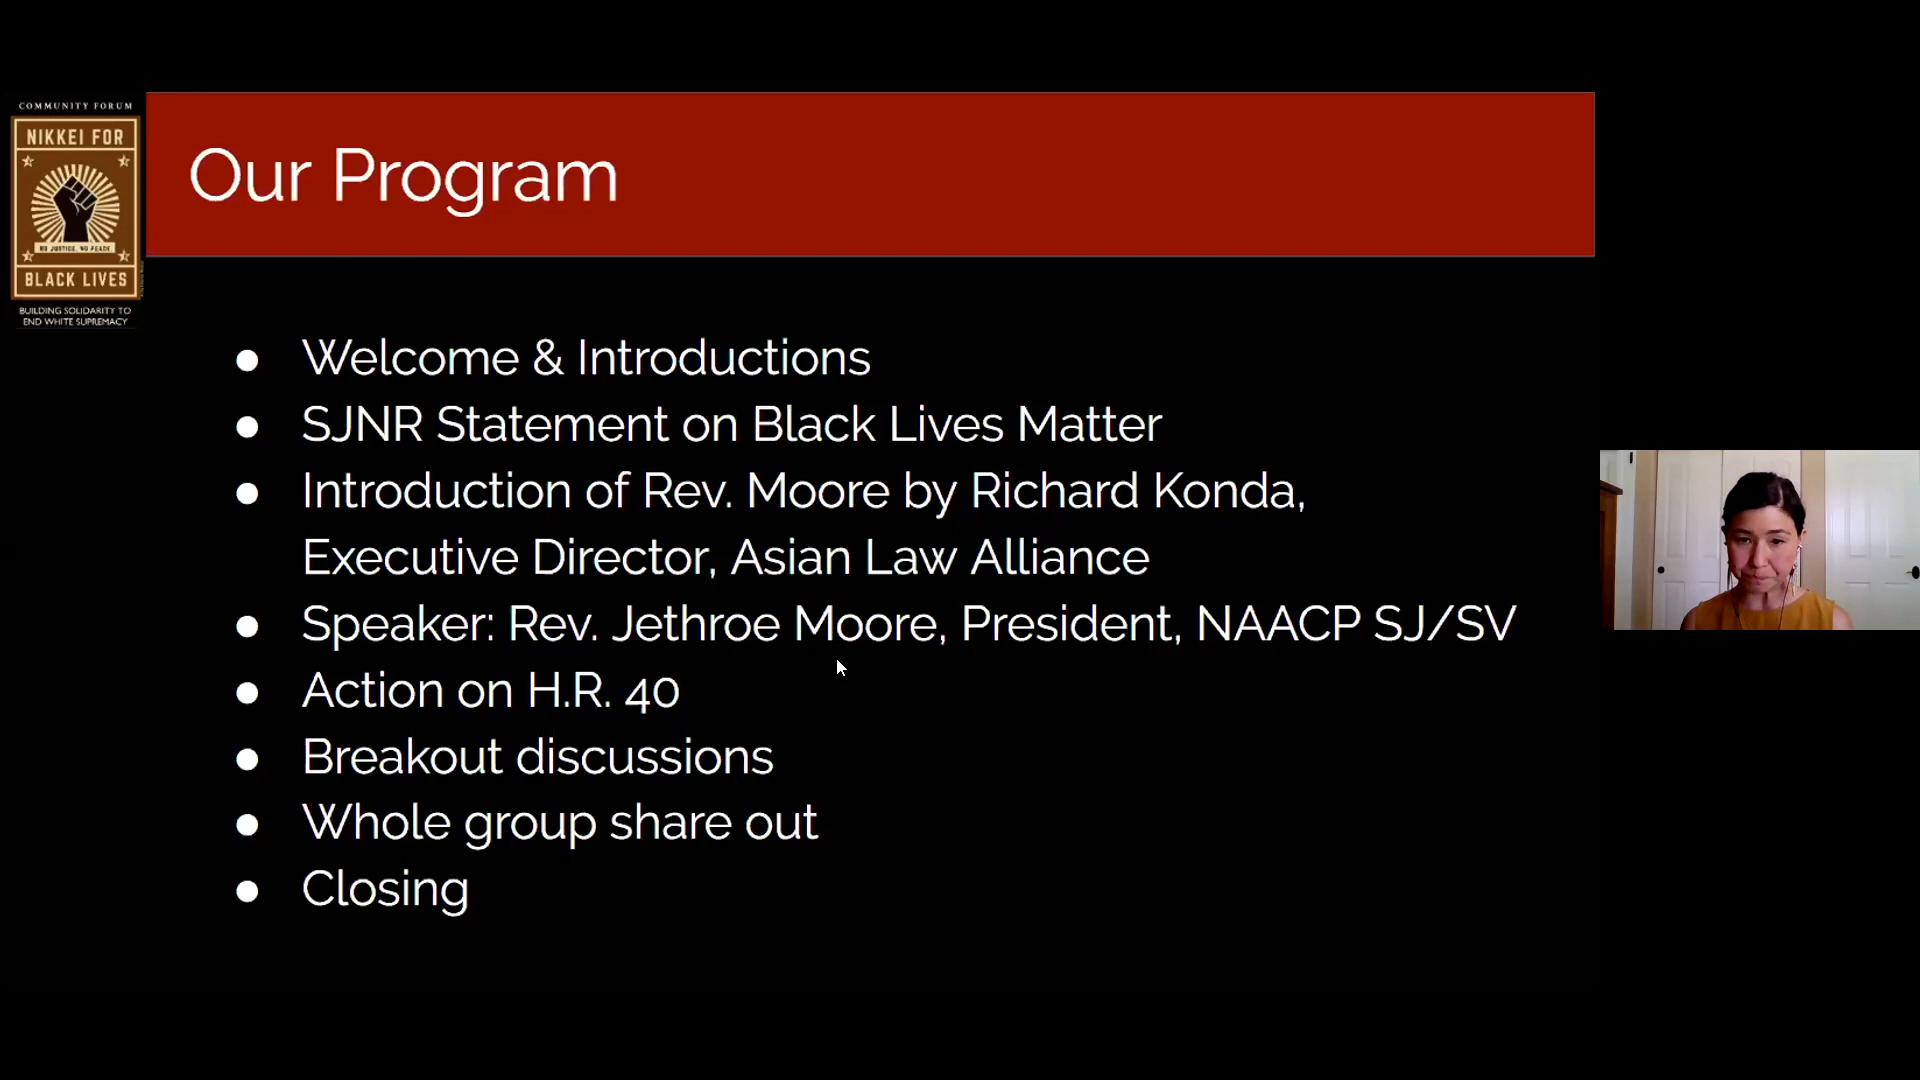 COMMUNITY FORUM
NIKKEI FOR
NO JUSTICE, NO PEACE
BLACK LIVES
BUILDING SOLIDARITY TO
END WHITE SUPREMACY
Our Program
● Welcome & Introductions
● SJNR Statement on Black Lives Matter
● Introduction of Rev. Moore by Richard Konda,
Executive Director, Asian Law Alliance
● Speaker: Rev. Jethroe Moore, President, NAACP SJ/SV
● Action on H.R. 40
● Breakout discussions
● Whole group share out
● Closing